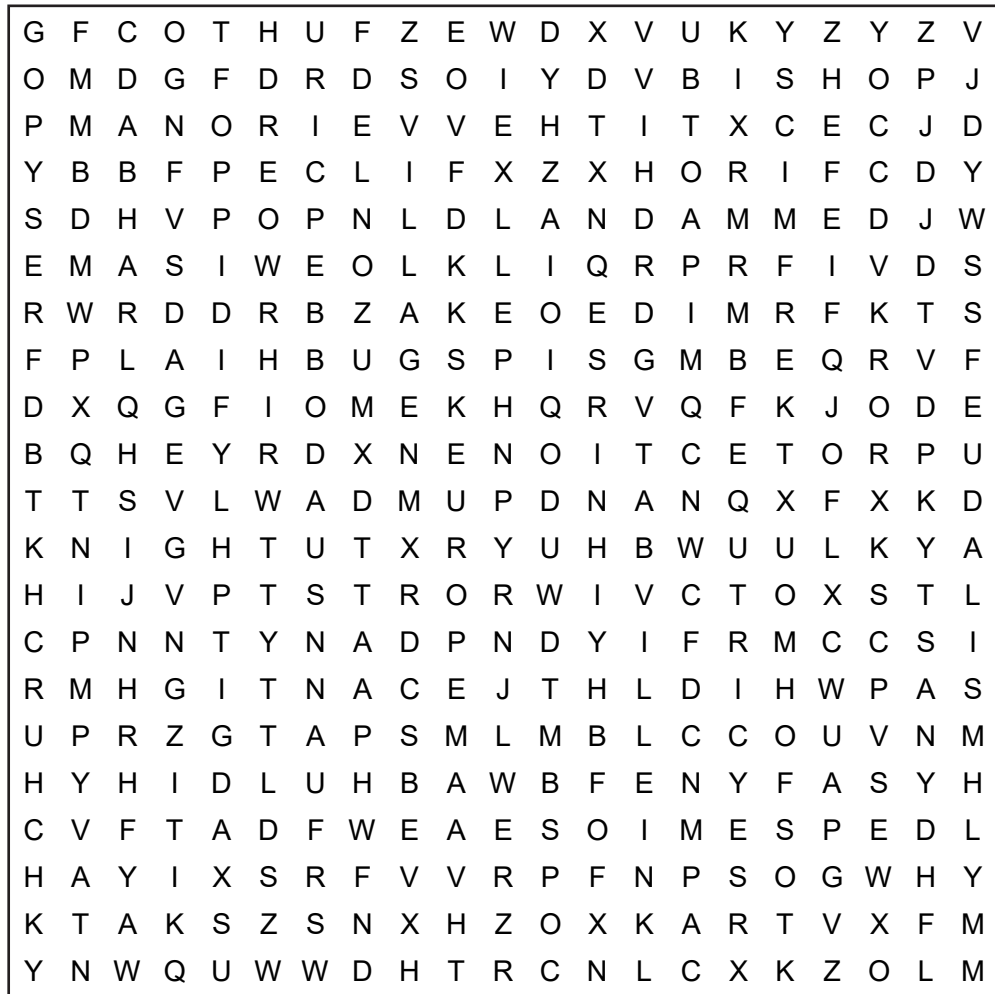 G F C O T H U F Z E W D X V U K Y Z Y Z V
O M D G F D R D S O I Y D V B I S H O P J
P M A N O R I E V V E H T I T X C E C J D
Y B B F P E C L I F X Z X H O R I F C D Y
S D H V P O P N L D L A N D A M M E D J W
E M A S I W E O L K L I Q R P R F I V D S
R W R D D R B Z A K E O E D I M R F K T S
F P L A I H B U G S P I S G M B E Q R V F
D X Q G F I O M E K H Q R V Q F K J O D E
B Q H E Y R D X N E N O I T C E T O R P U
T T S V L W A D M U P D N A N Q X F X K D
K N I G H T U T X R Y U H B W U U L K Y A
H I J V P T S T R O R W I V C T O X S T L
C P N N T Y N A D P N D Y I F R M C C S I
R M H G I T N A C E J T H L D I H W P A S
U P R Z G T A P S M L M B L C C O U V N M
H Y H I D L U H B A W B F E N Y F A S Y H
C V F T A D F W E A E S O I M E S P E D L
H A Y I X S R F V V R P F N P S O G W H Y
K T A K S Z S N X H Z O X K A R T V X F M
Y N W Q U W W D H T R C N L C X K Z O L M